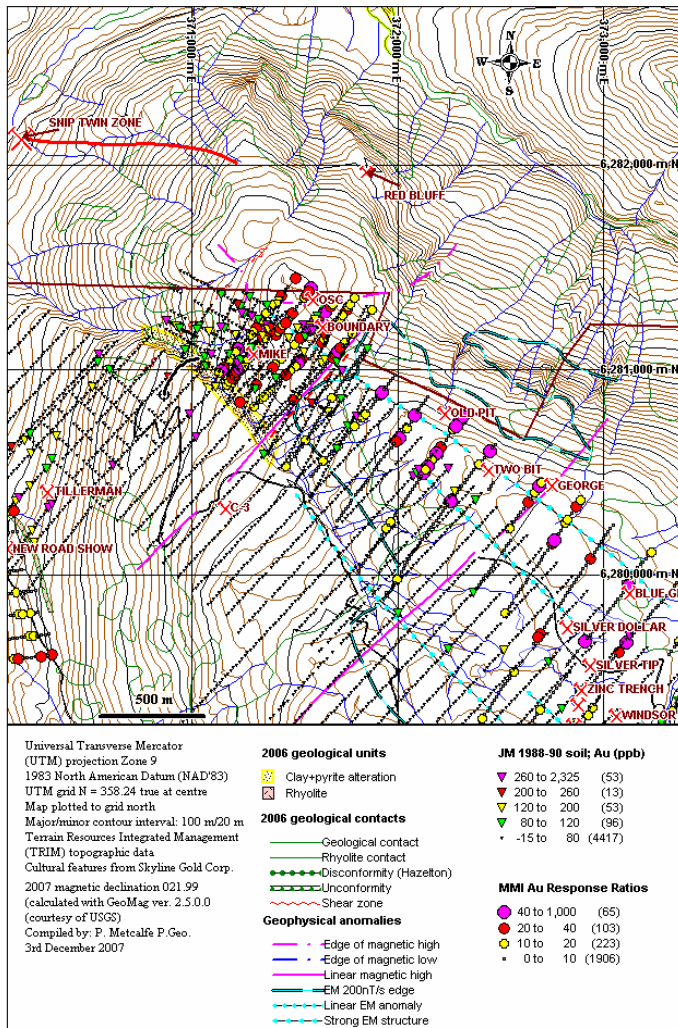 371,000 m E
372,000 m E
373,000 m E
N
W E
S
SNIP TWIN ZONE
6,282,000 m N
RED BLUFF
OSC
BOUNDARY
MIKE
6,281,000 m N
OLD PIT
TWO BIT
TILLERMAN
GEORGE
C-3
NEW ROAD SHOW
6,280,000 m N
BLUE G
SILVER DOLLAR
SILVER TIP
ZINC TRENCH
500 m
WINDSOR
Universal Transverse Mercator
(UTM) projection Zone 9
1983 North American Datum (NAD'83)
UTM grid N = 358.24 true at centre
Map plotted to grid north
Major/minor contour interval: 100 m/20 m
Terrain Resources Integrated Management
(TRIM) topographic data
Cultural features from Skyline Gold Corp.
2007 magnetic declination 021.99
(calculated with GeoMag ver. 2.5.0.0
(courtesy of USGS)
Compiled by: P. Metcalfe P.Geo.
3rd December 2007
2006 geological units
Clay+pyrite alteration
Rhyolite
2006 geological contacts
Geological contact
Rhyolite contact
Disconformity (Hazelton)
Unconformity
Shear zone
Geophysical anomalies
Edge of magnetic high
Edge of magnetic low
Linear magnetic high
EM 200nT/s edge
Linear EM anomaly
Strong EM structure
JM 1988-90 soil; Au (ppb)
260 to 2,325 (53)
200 to 260 (13)
120 to 200 (53)
80 to 120 (96)
-15 to 80 (4417)
MMI Au Response Ratios
40 to 1,000 (65)
20 to 40 (103)
10 to 20 (223)
0 to 10 (1906)